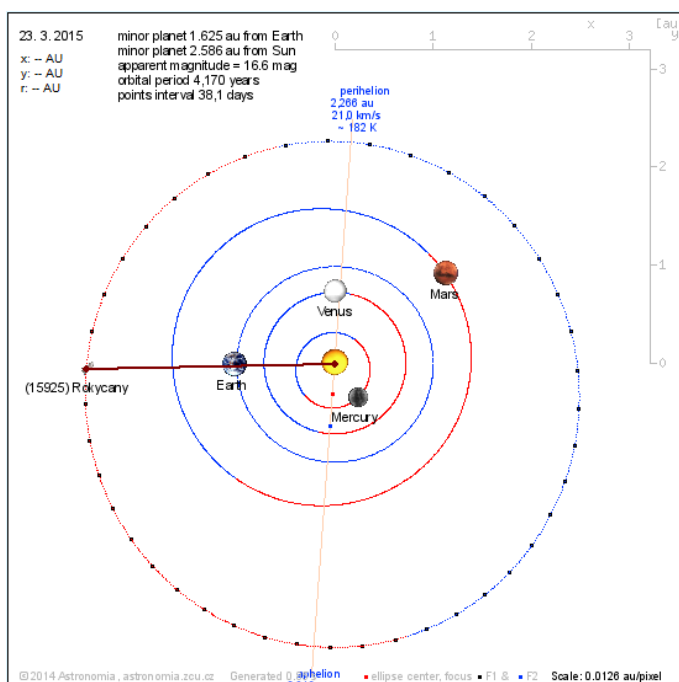 23. 3. 2015
minor planet 1.625 au from Earth
minor planet 2.586 au from Sun
x: -- AU
apparent magnitude = 16.6 mag
y: -- AU
orbital period 4,170 years
r: -- AU
points interval 38,1 days
x [au
0 1 2 3 y
3
2
1
0
perihelion
2,266 au
21,0 km/s
~ 182 K
Mars
Venus
(15925) Rokycany
Earth
Mercury
aphelion
©2014 Astronomia, astronomia.zcu.cz
Generated
ellipse center, focus F1 & F2
Scale: 0.0126 au/pixel